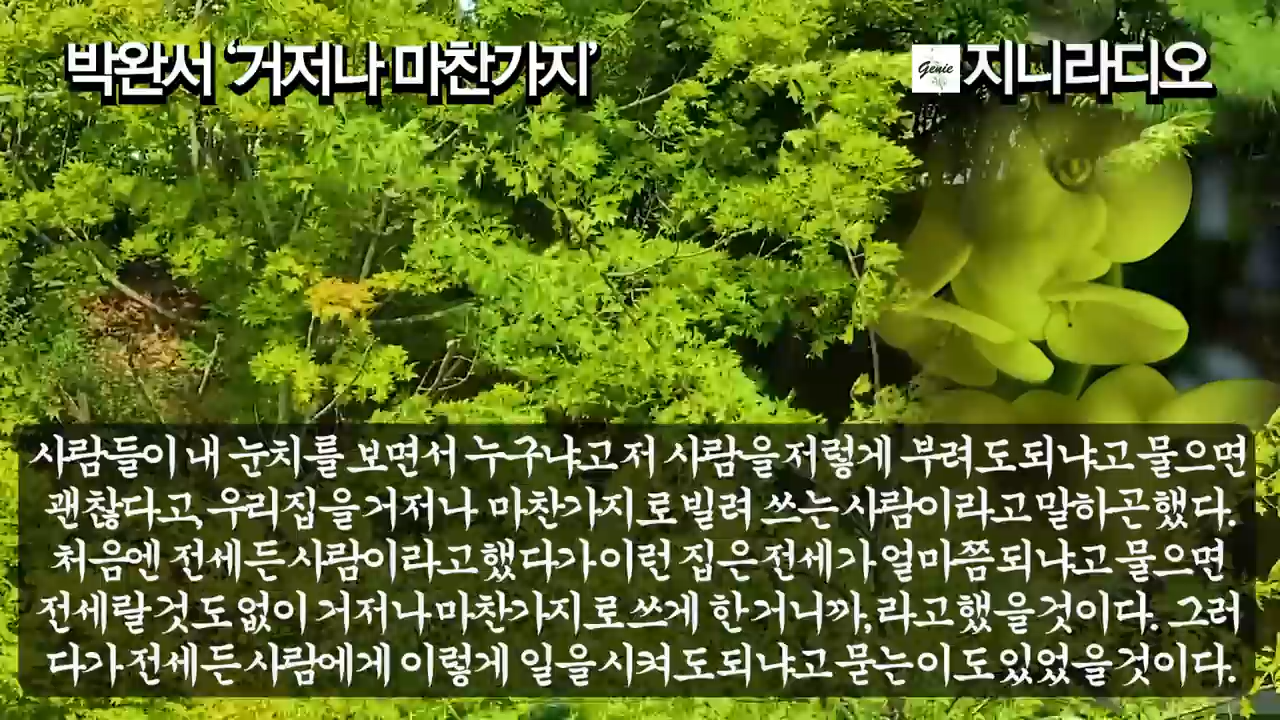 박완서 ‘거저나 마찬가지’
Genie 지니라디오
사람들이 내 눈치를 보면서 누구냐고 저 사람을 저렇게 부려도 되냐고 물으면
괜찮다고, 우리집을 거저나 마찬가지로 빌려 쓰는 사람이라고 말하곤 했다.
처음엔 전세 든 사람이라고 했다가 이런 집은 전세가 얼마쯤 되냐고 물으면
전세랄 것도 없이 거저나 마찬가지로 쓰게 한 거니까, 라고 했을 것이다. 그러
다가 전세 든 사람에게 이렇게 일을 시켜도 되냐고 묻는 이도 있었을 것이다.